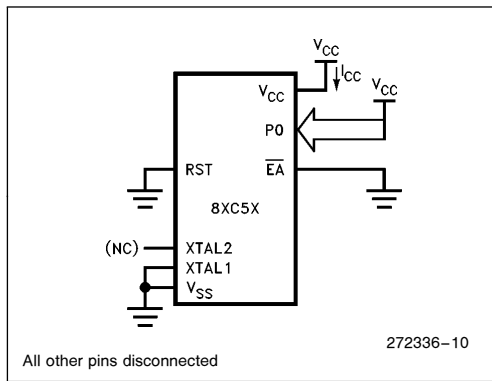 VCC
ICC
VCC
VCC
P0
RST
EA
8XC5X
(NC)
XTAL2
XTAL1
VSS
272336–10
All other pins disconnected